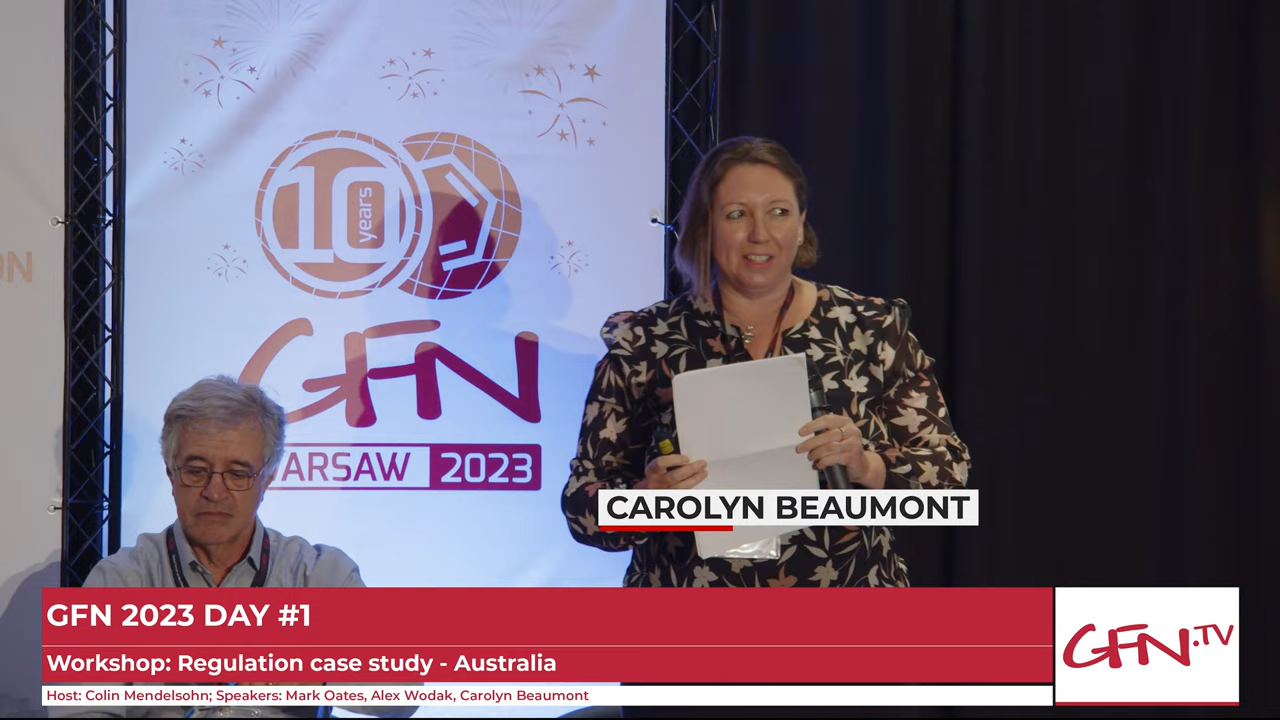 10
years
GFN
ARSAW 2023
ON
CAROLYN BEAUMONT
GFN 2023 DAY #1
Workshop: Regulation case study - Australia
Host: Colin Mendelsohn; Speakers: Mark Oates, Alex Wodak, Carolyn Beaumont
GFN.TV